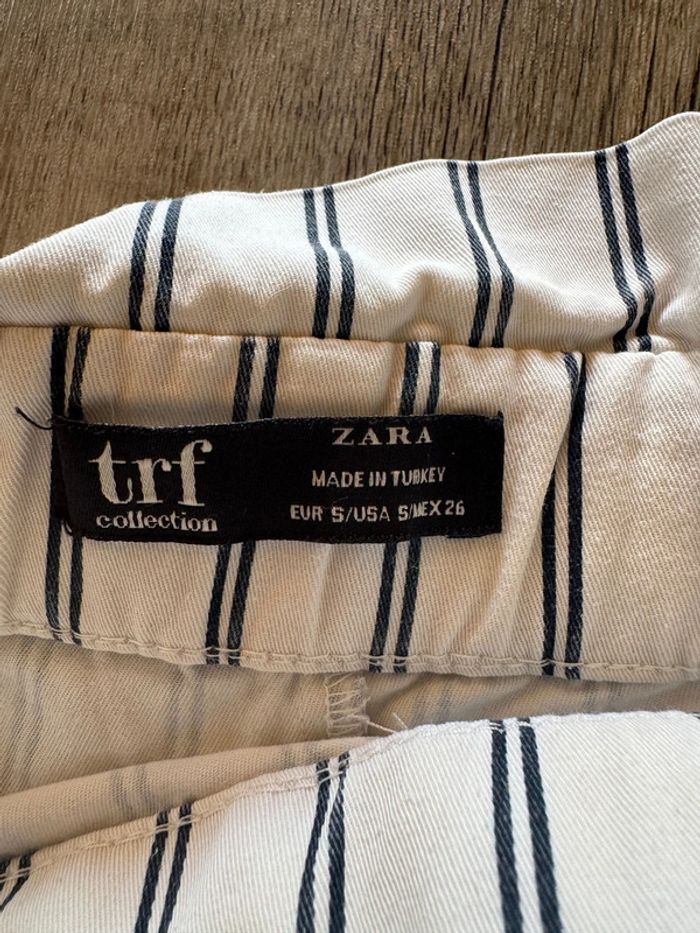 trf
collection
ZARA
MADE IN TURKEY
EUR S/USA S/MEX 26